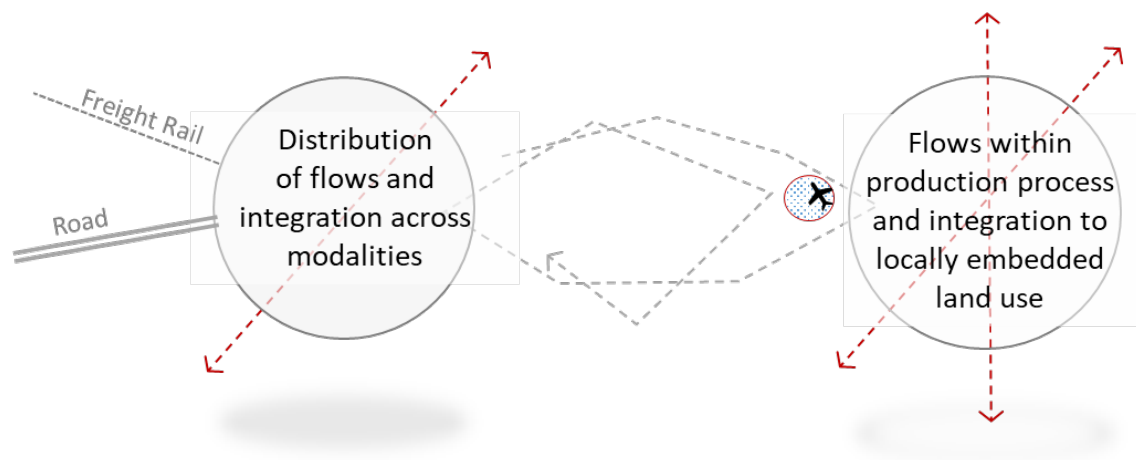 Freight Rail
Road
Distribution
of flows and
integration across
modalities
Flows within
production process
and integration to
locally embedded
land use